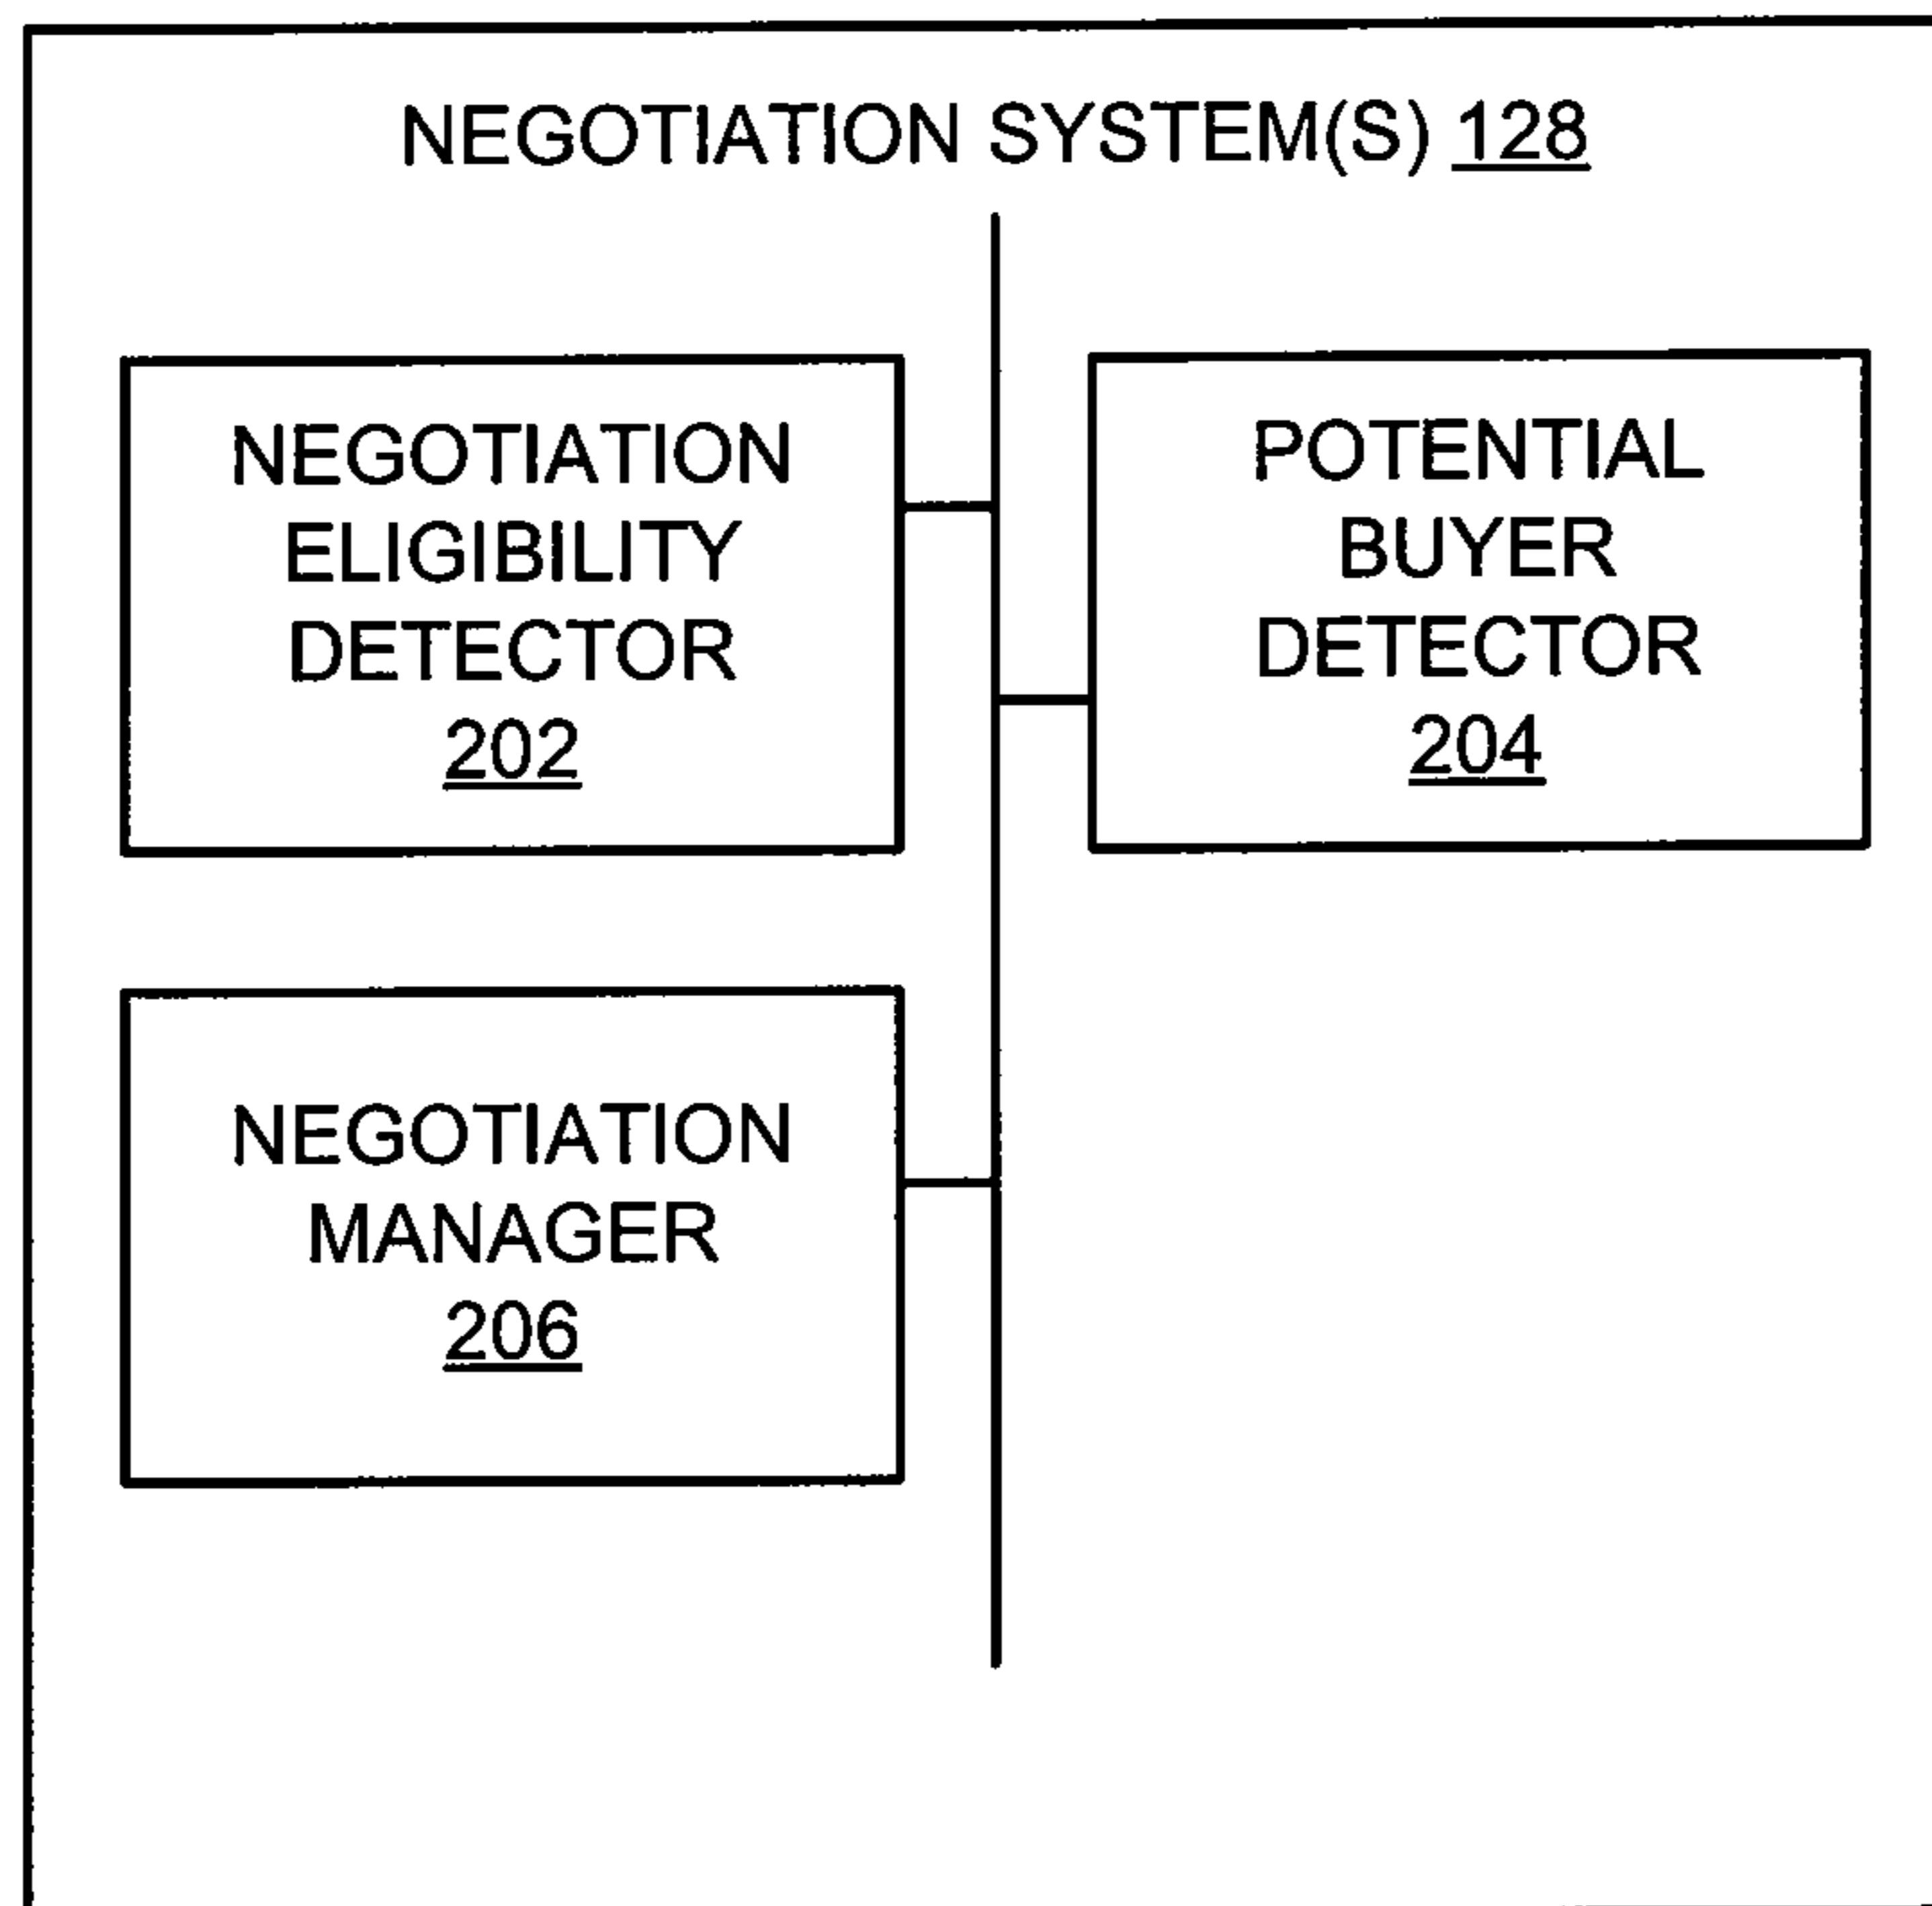 NEGOTIATION SYSTEM(S) 128
NEGOTIATION
ELIGIBILITY
DETECTOR
202
POTENTIAL
BUYER
DETECTOR
204
NEGOTIATION
MANAGER
206